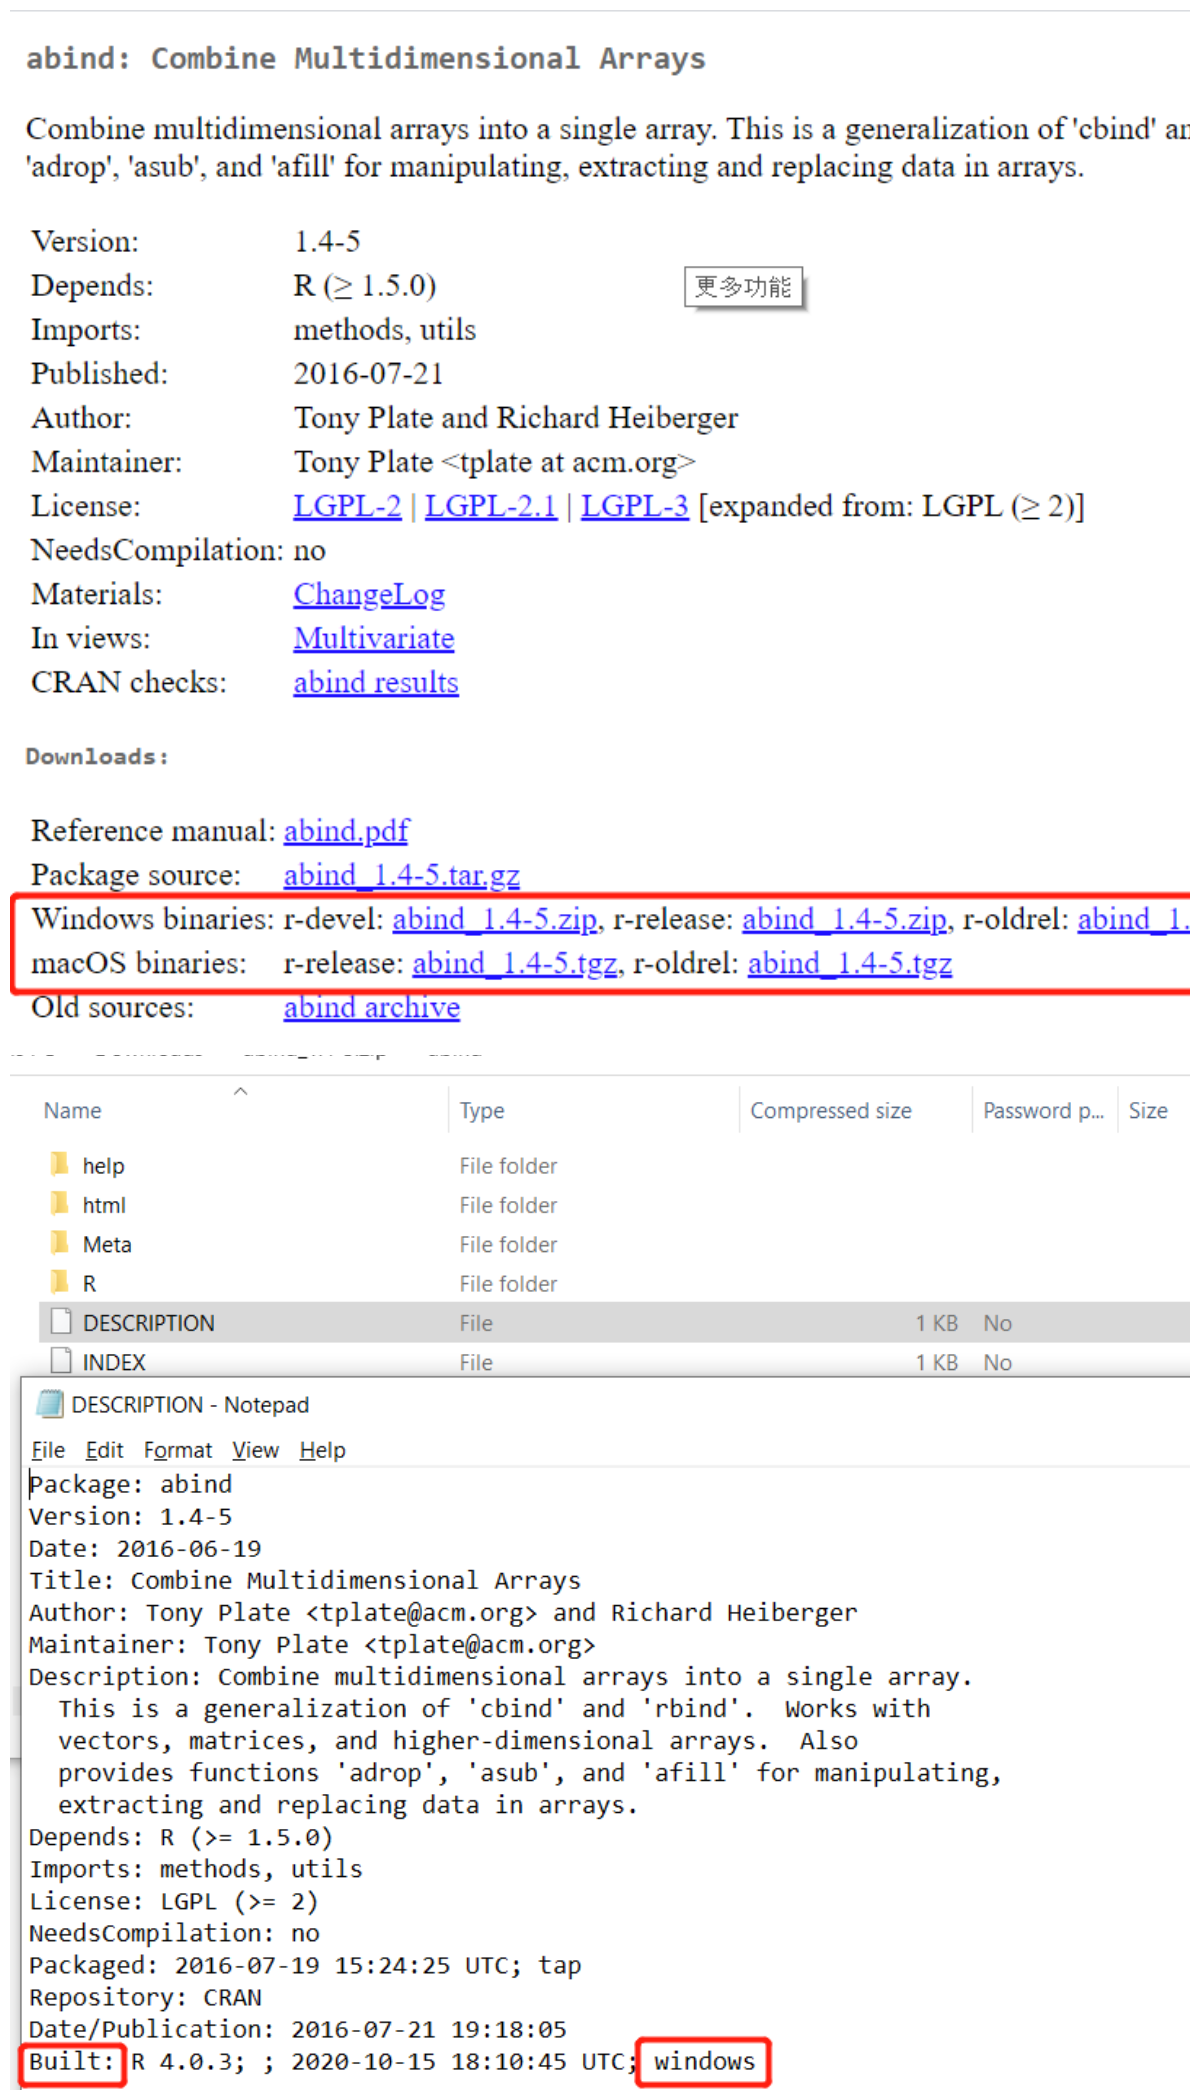 abind: Combine Multidimensional Arrays
Combine multidimensional arrays into a single array. This is a generalization of 'cbind' an
'adrop', 'asub', and 'afill' for manipulating, extracting and replacing data in arrays.
Version: 1.4-5
Depends: R (≥ 1.5.0)
更多功能
Imports: methods, utils
Published: 2016-07-21
Author: Tony Plate and Richard Heiberger
Maintainer: Tony Plate <tplate at acm.org>
License: LGPL-2 | LGPL-2.1 | LGPL-3 [expanded from: LGPL (≥ 2)]
NeedsCompilation: no
Materials: ChangeLog
In views: Multivariate
CRAN checks: abind results
Downloads:
Reference manual: abind.pdf
Package source: abind_1.4-5.tar.gz
Windows binaries: r-devel: abind_1.4-5.zip, r-release: abind_1.4-5.zip, r-oldrel: abind_1.
macOS binaries: r-release: abind_1.4-5.tgz, r-oldrel: abind_1.4-5.tgz
Old sources: abind archive
Name Type Compressed size Password p... Size
help File folder
html File folder
Meta File folder
R File folder
DESCRIPTION File 1 KB No
INDEX File 1 KB No
DESCRIPTION - Notepad
File Edit Format View Help
Package: abind
Version: 1.4-5
Date: 2016-06-19
Title: Combine Multidimensional Arrays
Author: Tony Plate <tplate@acm.org> and Richard Heiberger
Maintainer: Tony Plate <tplate@acm.org>
Description: Combine multidimensional arrays into a single array.
This is a generalization of 'cbind' and 'rbind'.  Works with
vectors, matrices, and higher-dimensional arrays.  Also
provides functions 'adrop', 'asub', and 'afill' for manipulating,
extracting and replacing data in arrays.
Depends: R (>= 1.5.0)
Imports: methods, utils
License: LGPL (>= 2)
NeedsCompilation: no
Packaged: 2016-07-19 15:24:25 UTC; tap
Repository: CRAN
Date/Publication: 2016-07-21 19:18:05
Built: R 4.0.3; ; 2020-10-15 18:10:45 UTC; windows